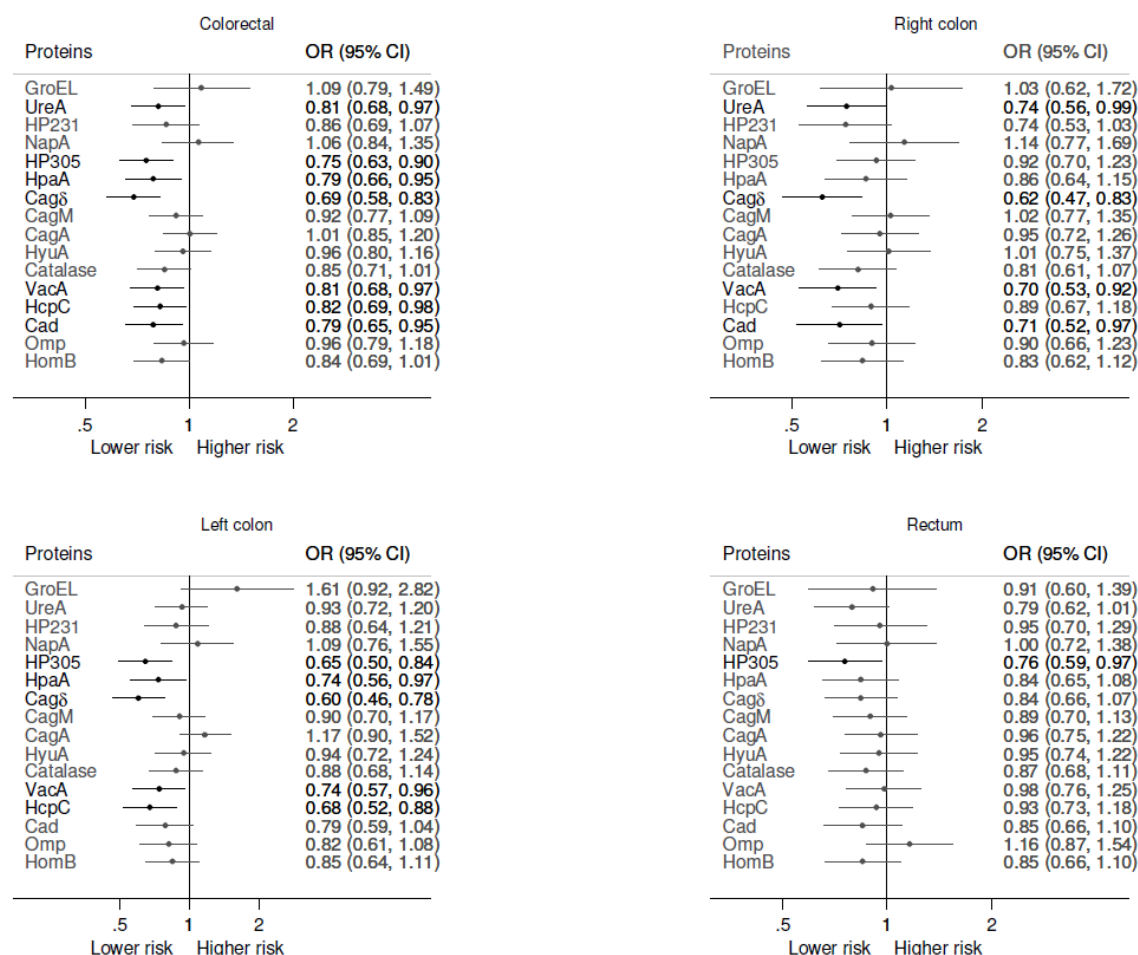 Colorectal
Proteins OR (95% CI)
GroEL 1.09 (0.79, 1.49)
UreA 0.81 (0.68, 0.97)
HP231 0.86 (0.69, 1.07)
NapA 1.06 (0.84, 1.35)
HP305 0.75 (0.63, 0.90)
HpaA 0.79 (0.66, 0.95)
Cagδ 0.69 (0.58, 0.83)
CagM 0.92 (0.77, 1.09)
CagA 1.01 (0.85, 1.20)
HyuA 0.96 (0.80, 1.16)
Catalase 0.85 (0.71, 1.01)
VacA 0.81 (0.68, 0.97)
HcpC 0.82 (0.69, 0.98)
Cad 0.79 (0.65, 0.95)
Omp 0.96 (0.79, 1.18)
HomB 0.84 (0.69, 1.01)
.5 1 2
Lower risk Higher risk
Right colon
Proteins OR (95% CI)
GroEL 1.03 (0.62, 1.72)
UreA 0.74 (0.56, 0.99)
HP231 0.74 (0.53, 1.03)
NapA 1.14 (0.77, 1.69)
HP305 0.92 (0.70, 1.23)
HpaA 0.86 (0.64, 1.15)
Cagδ 0.62 (0.47, 0.83)
CagM 1.02 (0.77, 1.35)
CagA 0.95 (0.72, 1.26)
HyuA 1.01 (0.75, 1.37)
Catalase 0.81 (0.61, 1.07)
VacA 0.70 (0.53, 0.92)
HcpC 0.89 (0.67, 1.18)
Cad 0.71 (0.52, 0.97)
Omp 0.90 (0.66, 1.23)
HomB 0.83 (0.62, 1.12)
.5 1 2
Lower risk Higher risk
Left colon
Proteins OR (95% CI)
GroEL 1.61 (0.92, 2.82)
UreA 0.93 (0.72, 1.20)
HP231 0.88 (0.64, 1.21)
NapA 1.09 (0.76, 1.55)
HP305 0.65 (0.50, 0.84)
HpaA 0.74 (0.56, 0.97)
Cagδ 0.60 (0.46, 0.78)
CagM 0.90 (0.70, 1.17)
CagA 1.17 (0.90, 1.52)
HyuA 0.94 (0.72, 1.24)
Catalase 0.88 (0.68, 1.14)
VacA 0.74 (0.57, 0.96)
HcpC 0.68 (0.52, 0.88)
Cad 0.79 (0.59, 1.04)
Omp 0.82 (0.61, 1.08)
HomB 0.85 (0.64, 1.11)
.5 1 2
Lower risk Higher risk
Rectum
Proteins OR (95% CI)
GroEL 0.91 (0.60, 1.39)
UreA 0.79 (0.62, 1.01)
HP231 0.95 (0.70, 1.29)
NapA 1.00 (0.72, 1.38)
HP305 0.76 (0.59, 0.97)
HpaA 0.84 (0.65, 1.08)
Cagδ 0.84 (0.66, 1.07)
CagM 0.89 (0.70, 1.13)
CagA 0.96 (0.75, 1.22)
HyuA 0.95 (0.74, 1.22)
Catalase 0.87 (0.68, 1.11)
VacA 0.98 (0.76, 1.25)
HcpC 0.93 (0.73, 1.18)
Cad 0.85 (0.66, 1.10)
Omp 1.16 (0.87, 1.54)
HomB 0.85 (0.66, 1.10)
.5 1 2
Lower risk Higher risk